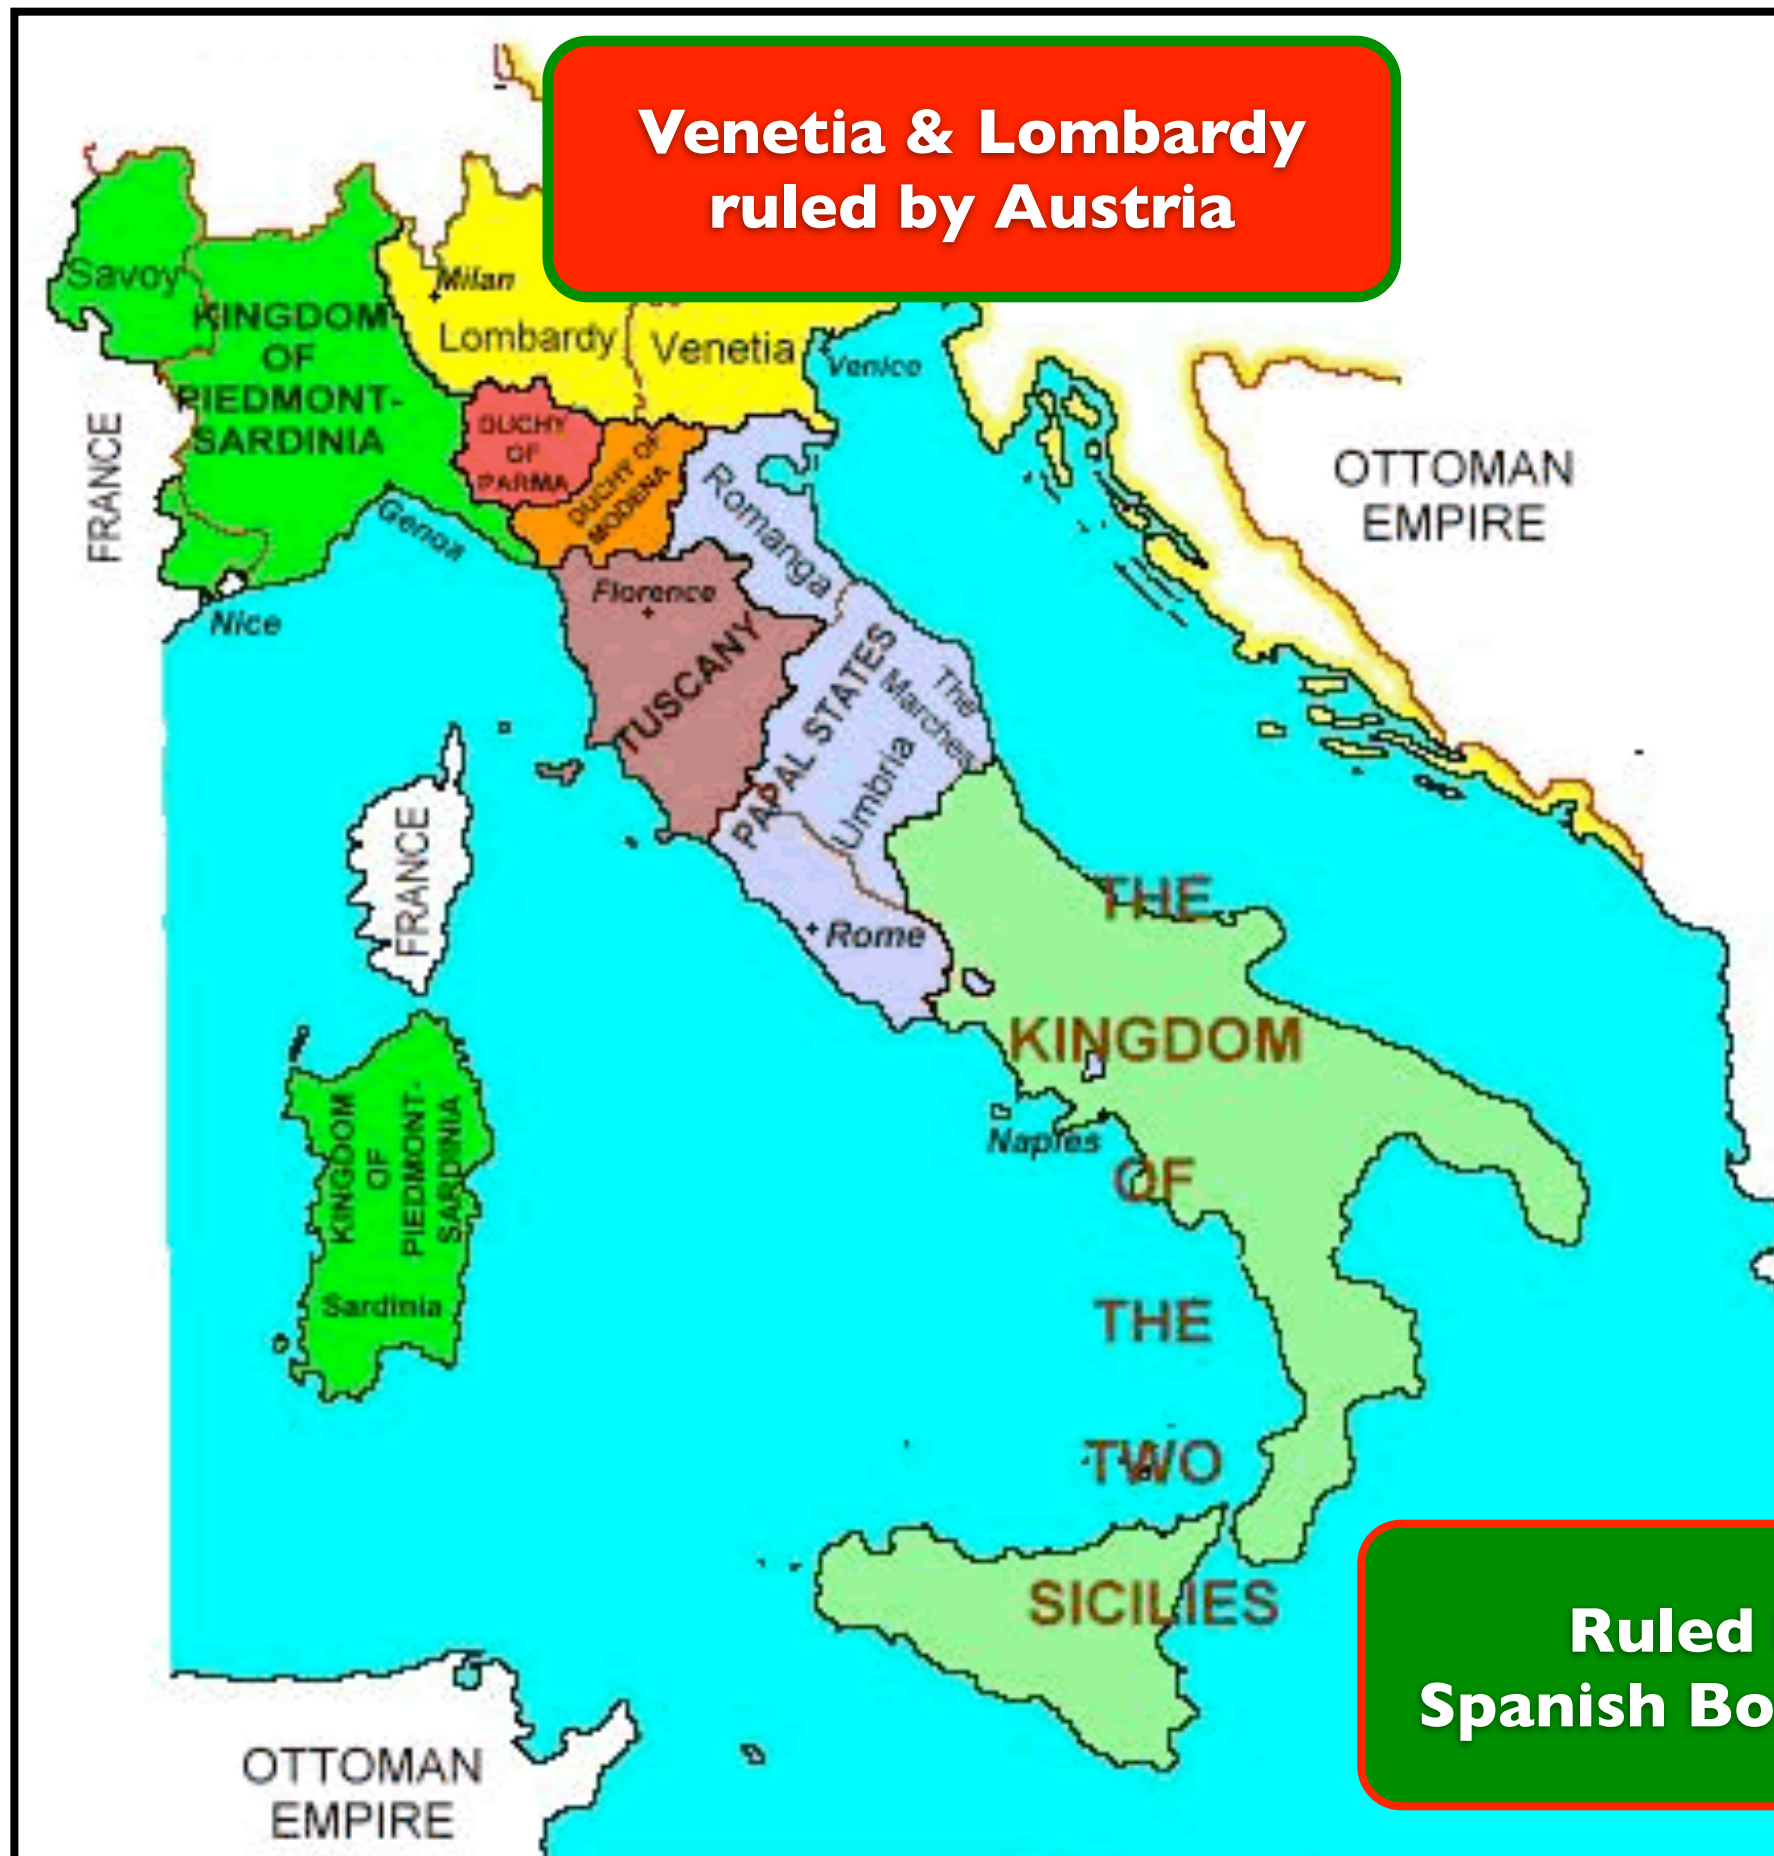 Venetia & Lombardy
ruled by Austria
Savoy
KINGDOM
OF
PIEDMONT-
SARDINIA
Milan
Lombardy
Venetia
Venice
FRANCE
DUCHY
OF
PARMA
DUCHY OF
MODENA
Romanga
OTTOMAN
EMPIRE
Genoa
Nice
Florence
TUSCANY
PAPAL STATES
The
Marches
Umbria
FRANCE
Rome
THE
KINGDOM
OF
THE
TWO
SICILIES
Naples
KINGDOM
OF
PIEDMONT-
SARDINIA
Sardinia
Ruled
Spanish Bo
OTTOMAN
EMPIRE